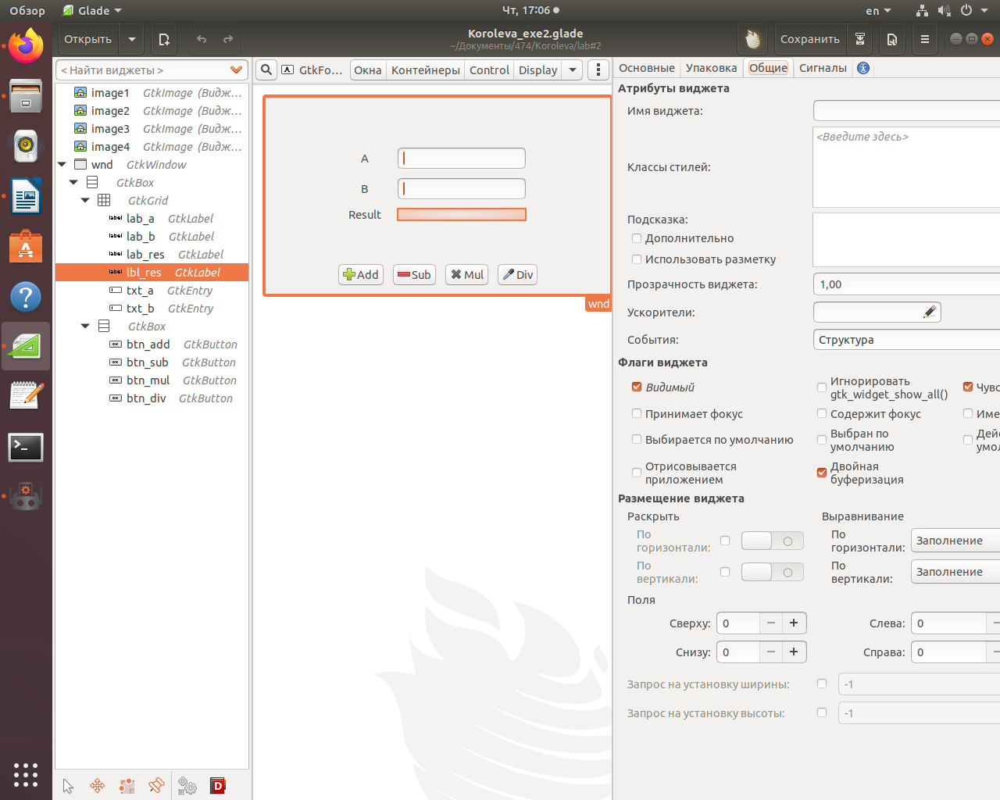 Обзор
Glade
Чт, 17:06
en
Открыть
Koroleva_exe2.glade
~/Документы/474/Koroleva/lab#2
Сохранить
< Найти виджеты >
GtkFo...
Окна
Контейнеры
Control
Display
Основные
Упаковка
Общие
Сигналы
image1 GtkImage (Видж...
image2 GtkImage (Видж...
image3 GtkImage (Видж...
image4 GtkImage (Видж...
wnd GtkWindow
GtkBox
GtkGrid
label lab_a GtkLabel
label lab_b GtkLabel
label lab_res GtkLabel
label lbl_res GtkLabel
txt_a GtkEntry
txt_b GtkEntry
GtkBox
OK btn_add GtkButton
OK btn_sub GtkButton
OK btn_mul GtkButton
OK btn_div GtkButton
A
B
Result
Add
Sub
Mul
Div
wnd
Атрибуты виджета
Имя виджета:
<Введите здесь>
Классы стилей:
Подсказка:
Дополнительно
Использовать разметку
Прозрачность виджета:
1,00
Ускорители:
События:
Структура
Флаги виджета
Видимый
Игнорировать
gtk_widget_show_all()
Чувс
Принимает фокус
Содержит фокус
Име
Выбирается по умолчанию
Выбран по
умолчанию
Дей
умо
Отрисовывается
приложением
Двойная
буферизация
Размещение виджета
Раскрыть
Выравнивание
По
горизонтали:
По
горизонтали:
Заполнение
По
вертикали:
По
вертикали:
Заполнение
Поля
Сверху:
0
Слева:
0
Снизу:
0
Справа:
0
Запрос на установку ширины:
-1
Запрос на установку высоты:
-1